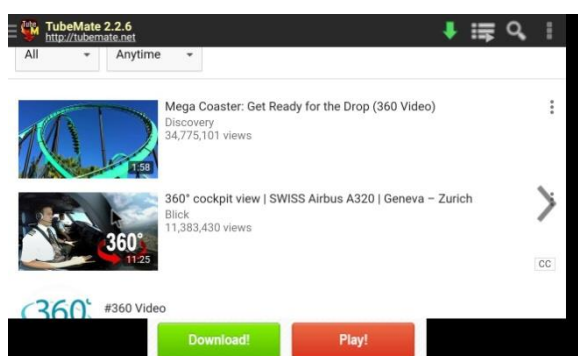 Tube M
TubeMate 2.2.6
http://tubemate.net
All
Anytime
Mega Coaster: Get Ready for the Drop (360 Video)
Discovery
34,775,101 views
1:58
360° cockpit view | SWISS Airbus A320 | Geneva – Zurich
Blick
11,383,430 views
360°
11:25
CC
360°
#360 Video
Download!
Play!